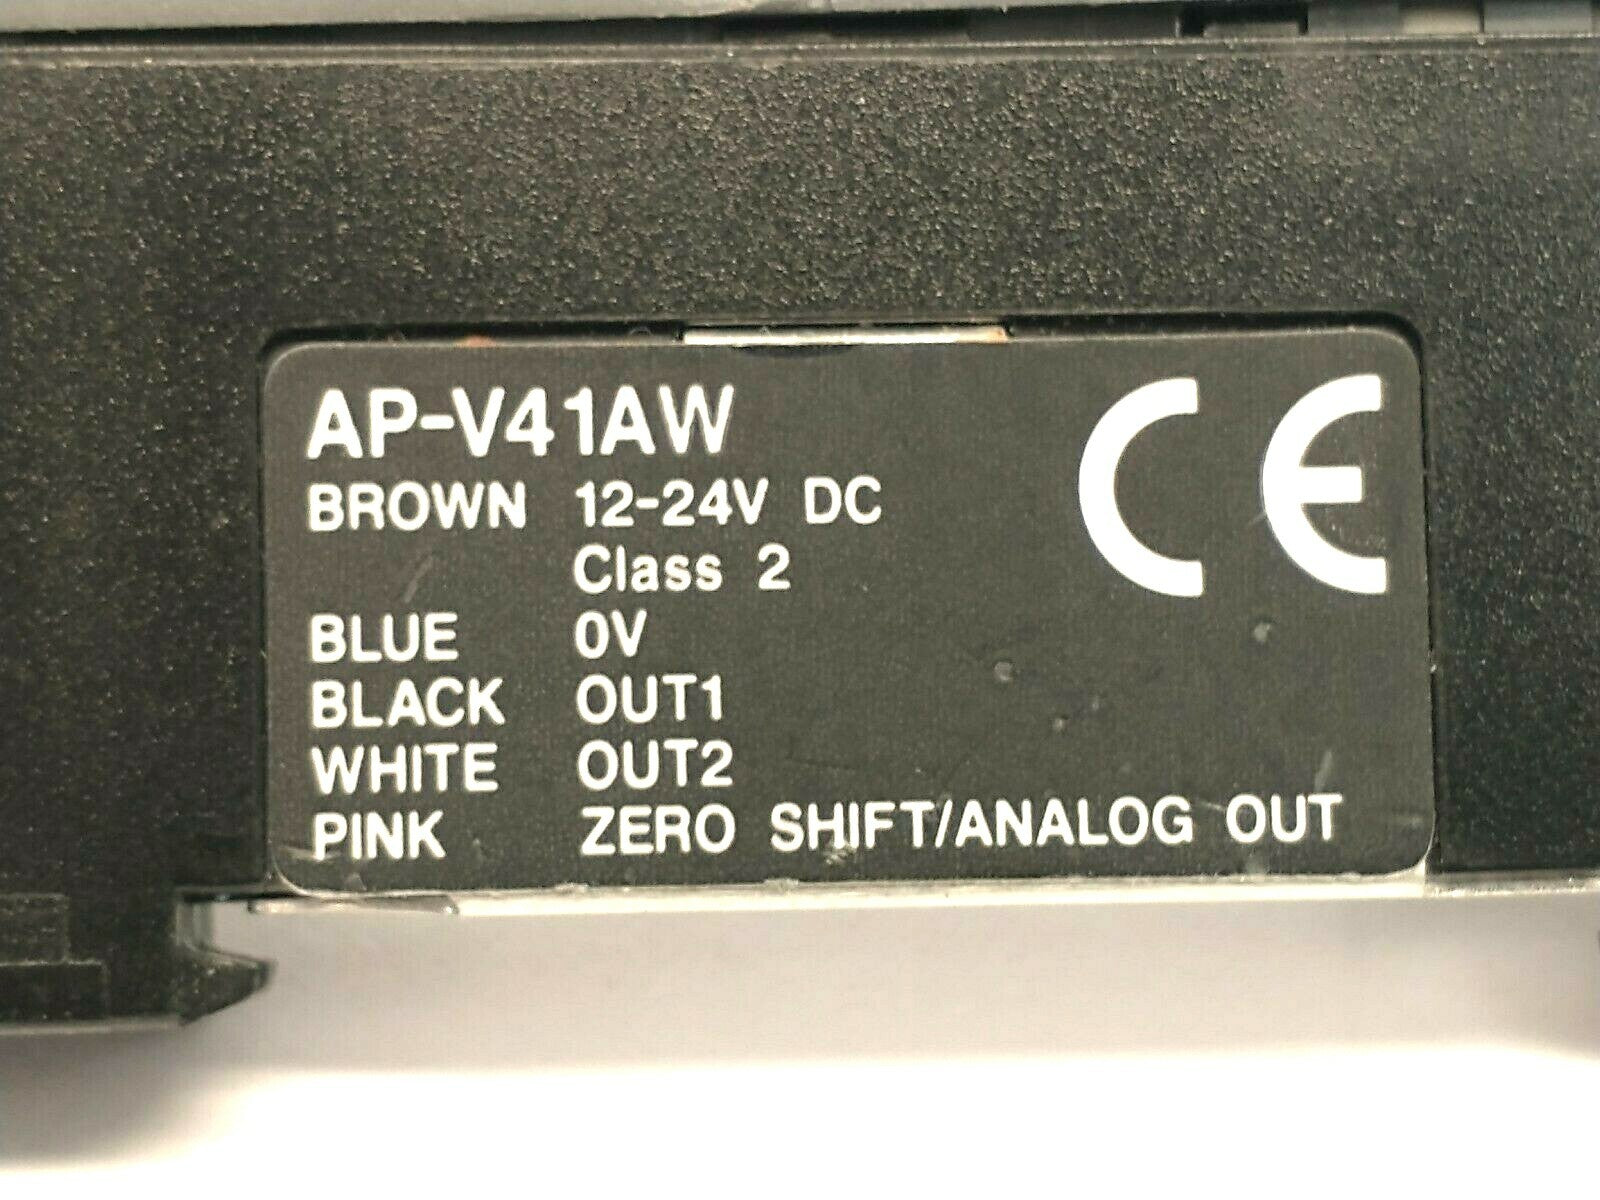 AP-V41AW
BROWN 12-24V DC
Class 2
BLUE 0V
BLACK OUT1
WHITE OUT2
PINK ZERO SHIFT/ANALOG OUT
CE